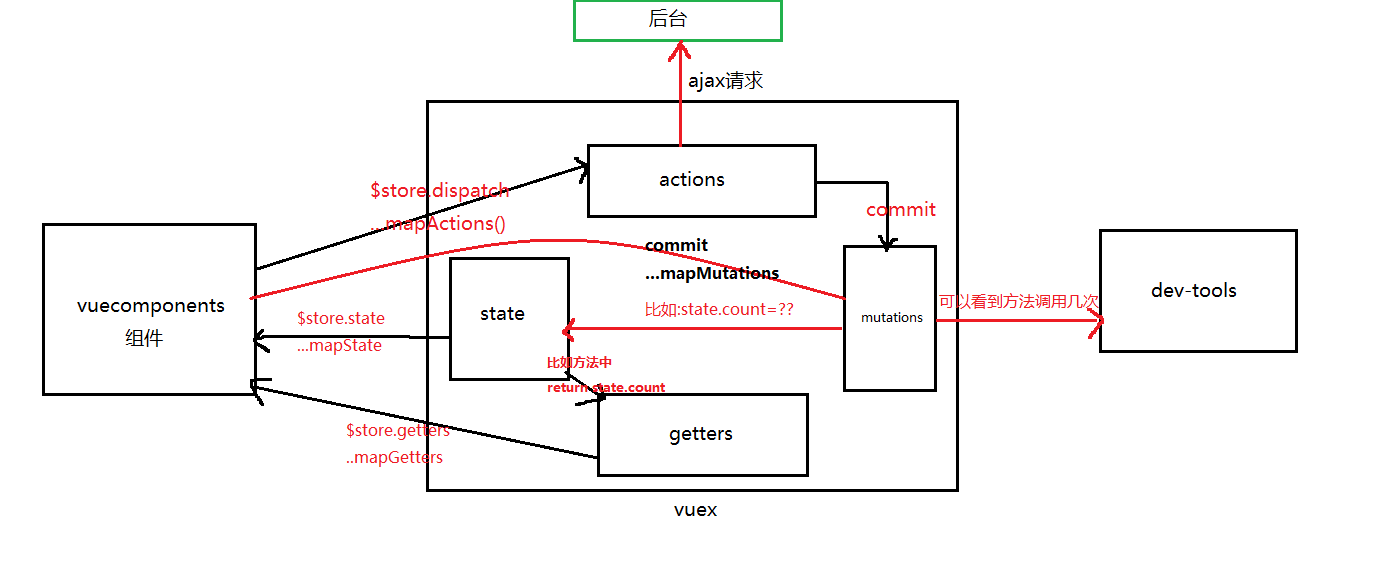 后台
ajax请求
actions
$store.dispatch
...mapActions()
commit
commit
...mapMutations
vuecomponents
组件
$store.state
...mapState
state
比如:state.count=??
mutations
可以看到方法调用几次
dev-tools
比如方法中
return state.count
getters
$store.getters
..mapGetters
vuex